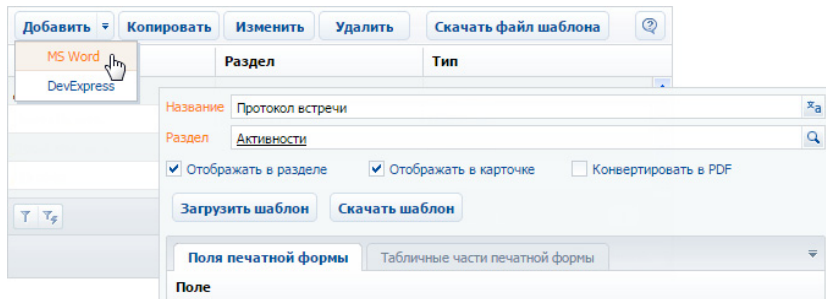 Добавить Копировать Изменить Удалить Скачать файл шаблона
MS Word Раздел Тип
DevExpress
Название Протокол встречи
Раздел Активности
Отображать в разделе Отображать в карточке Конвертировать в PDF
Загрузить шаблон Скачать шаблон
Поля печатной формы Табличные части печатной формы
Поле